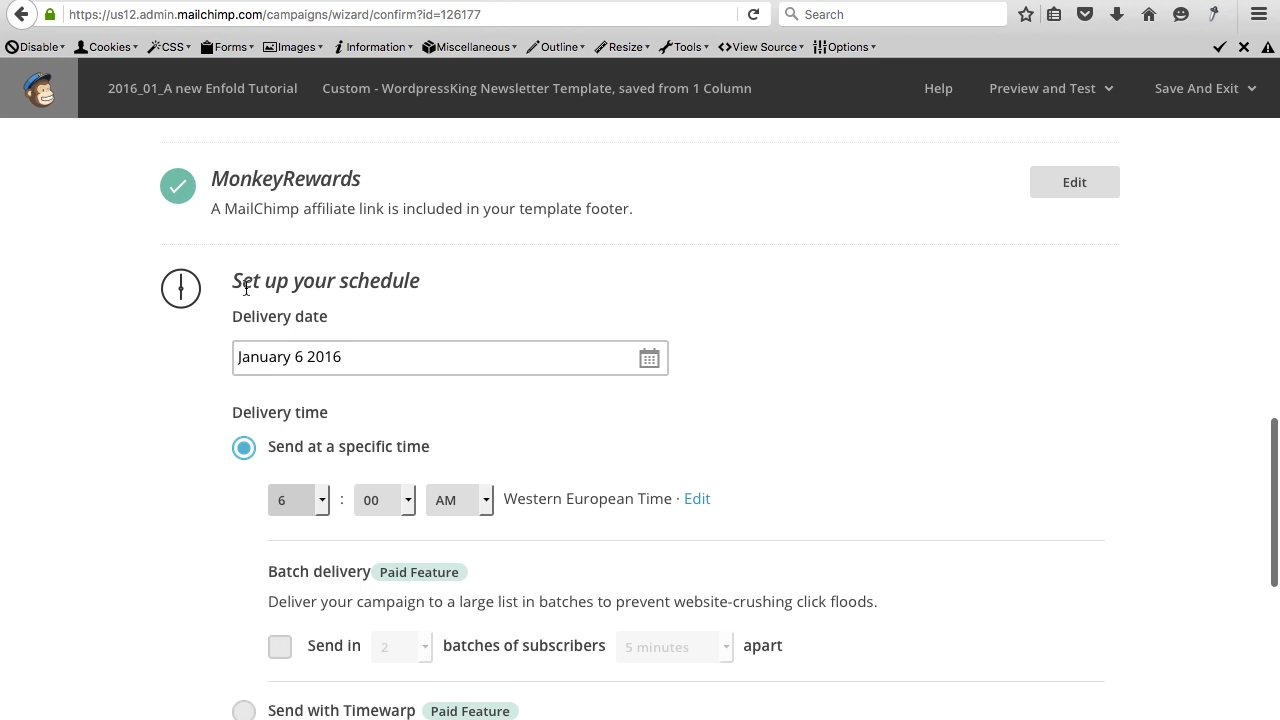 https://us12.admin.mailchimp.com/campaigns/wizard/confirm?id=126177
Search
Disable Cookies CSS Forms Images Information Miscellaneous Outline Resize Tools View Source Options
2016_01_A new Enfold Tutorial Custom - WordpressKing Newsletter Template, saved from 1 Column Help Preview and Test Save And Exit
MonkeyRewards
Edit
A MailChimp affiliate link is included in your template footer.
Set up your schedule
Delivery date
January 6 2016
Delivery time
Send at a specific time
6 : 00 AM Western European Time · Edit
Batch delivery Paid Feature
Deliver your campaign to a large list in batches to prevent website-crushing click floods.
Send in 2 batches of subscribers 5 minutes apart
Send with Timewarp Paid Feature